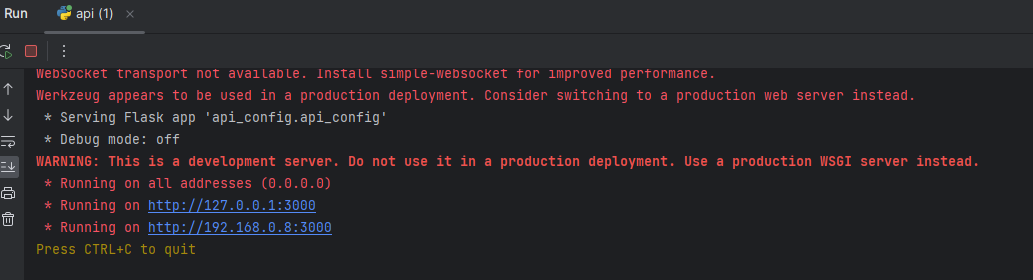 Run
api (1)
WebSocket transport not available. Install simple-websocket for improved performance.
Werkzeug appears to be used in a production deployment. Consider switching to a production web server instead.
* Serving Flask app 'api_config.api_config'
* Debug mode: off
WARNING: This is a development server. Do not use it in a production deployment. Use a production WSGI server instead.
* Running on all addresses (0.0.0.0)
* Running on http://127.0.0.1:3000
* Running on http://192.168.0.8:3000
Press CTRL+C to quit